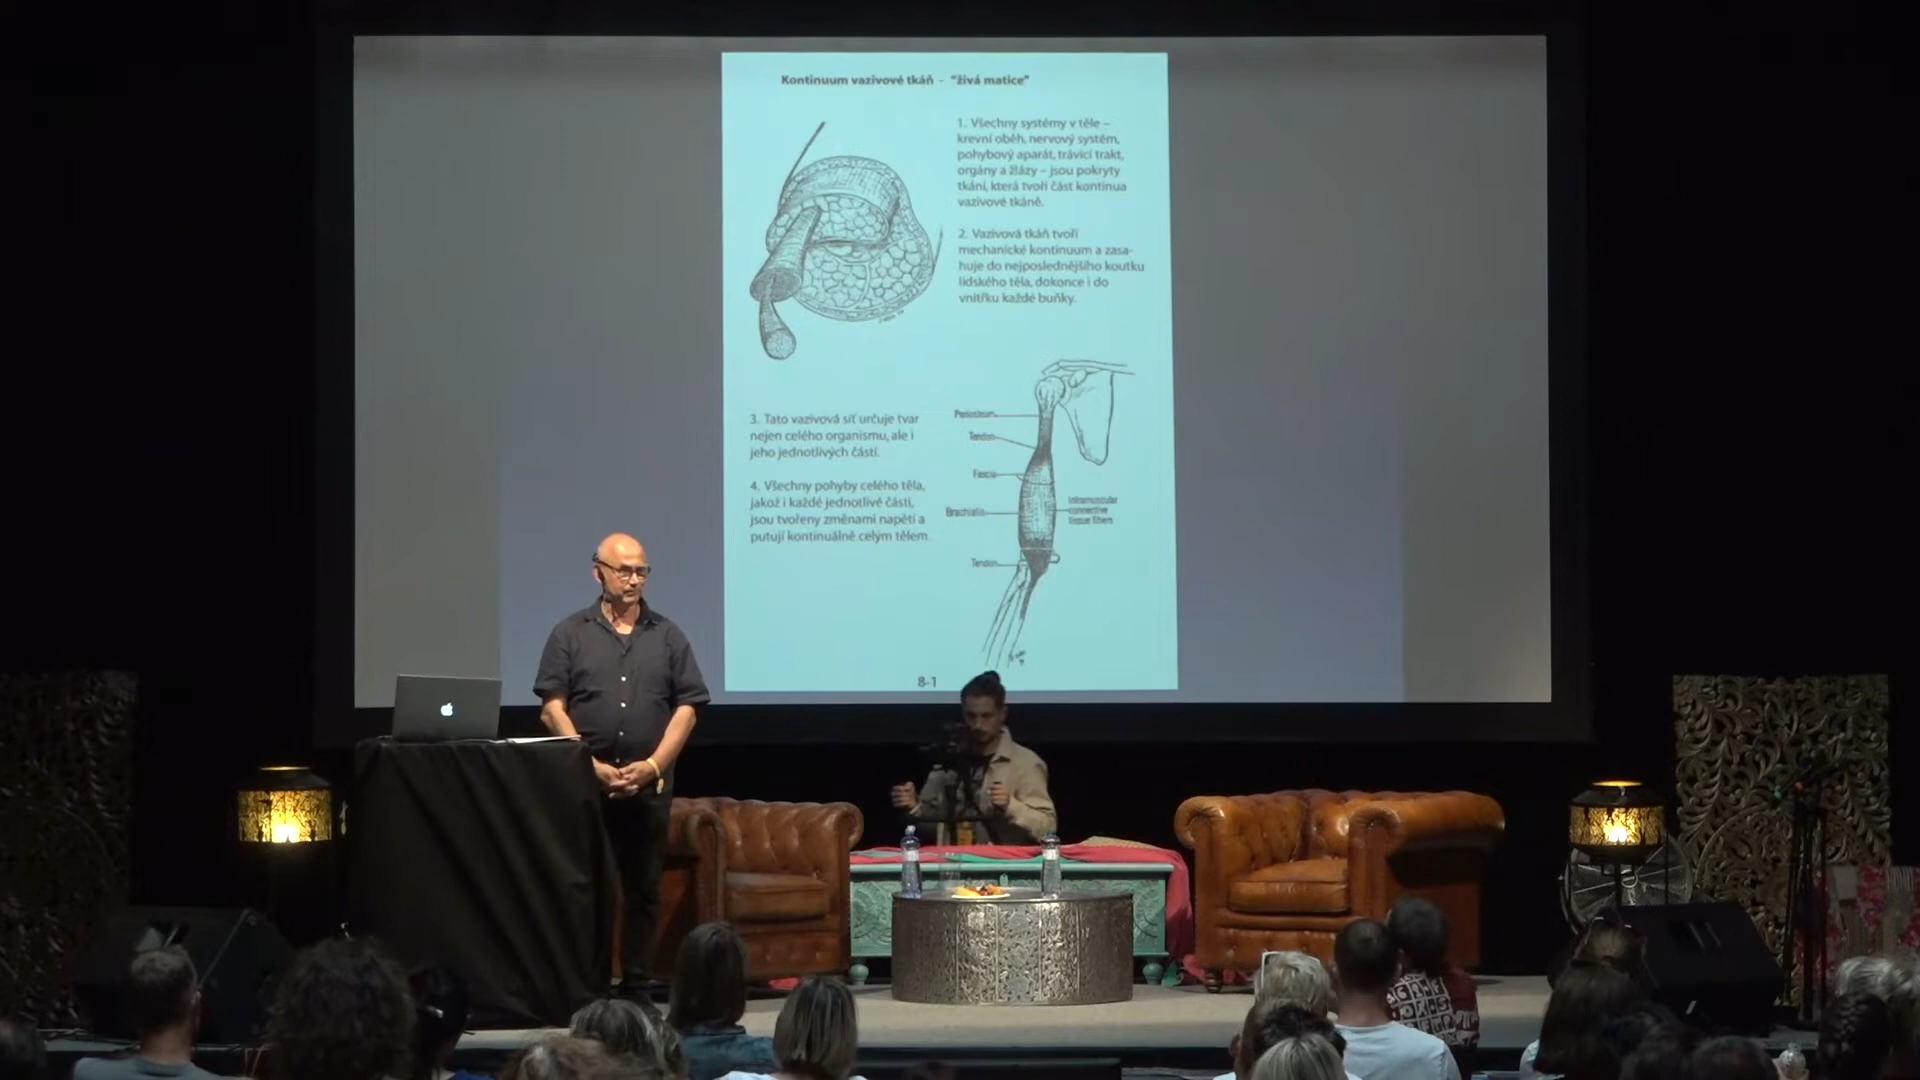 Kontinuum vazivové tkáň - "živá matice"
1. Všechny systémy v těle –
krevní oběh, nervový systém,
pohybový aparát, trávicí trakt,
orgány a žlázy – jsou pokryty
tkání, která tvoří část kontinua
vazivové tkáně.
2. Vazivová tkáň tvoří
mechanické kontinuum a zasa-
huje do nejposlednějšího koutku
lidského těla, dokonce i do
vnitřku každé buňky.
3. Tato vazivová síť určuje tvar
nejen celého organismu, ale i
jeho jednotlivých částí.
4. Všechny pohyby celého těla,
jakož i každé jednotlivé části,
jsou tvořeny změnami napětí a
putují kontinuálně celým tělem
Periosteum
Tendon
Fascia
Brachialis
Intramuscular
connective
tissue fibers
Tendon
8-1